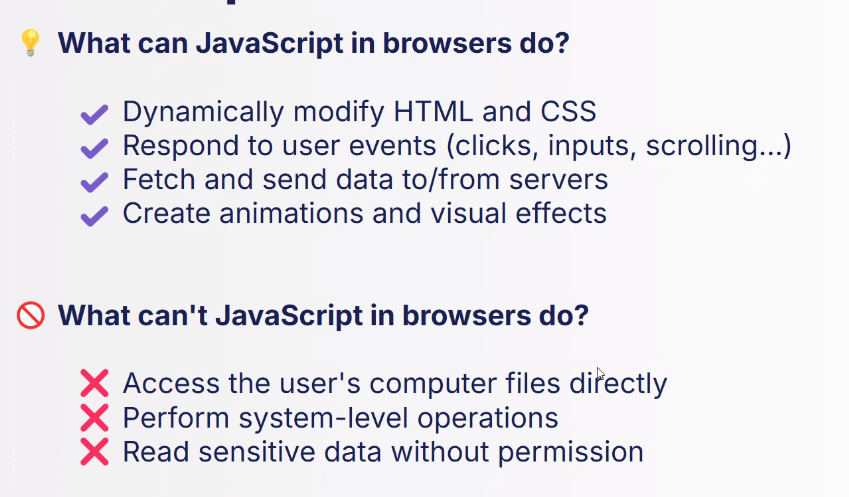 What can JavaScript in browsers do?
Dynamically modify HTML and CSS
Respond to user events (clicks, inputs, scrolling...)
Fetch and send data to/from servers
Create animations and visual effects
What can't JavaScript in browsers do?
Access the user's computer files directly
Perform system-level operations
Read sensitive data without permission